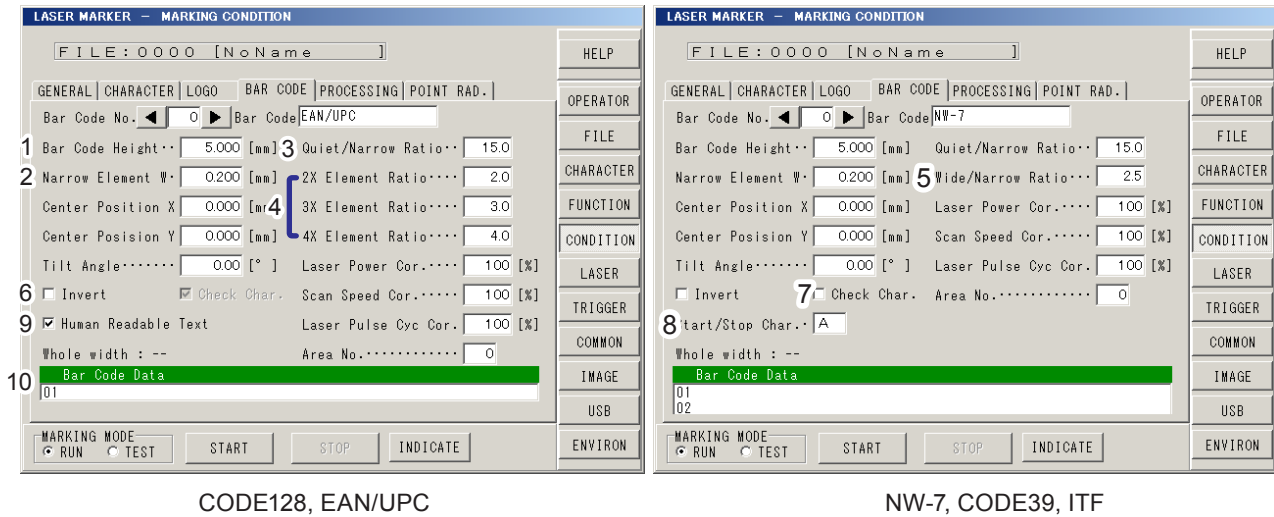 LASER MARKER － MARKING CONDITION
FILE:0000 [NoName ]
GENERAL CHARACTER LOGO BAR CODE PROCESSING POINT RAD.
Bar Code No. 0 Bar Code EAN/UPC
1 Bar Code Height‥ 5.000 [mm] 3 Quiet/Narrow Ratio‥ 15.0
2 Narrow Element W・ 0.200 [mm] 2X Element Ratio‥‥ 2.0
Center Position X 0.000 [mm] 4 3X Element Ratio‥‥ 3.0
Center Posision Y 0.000 [mm] 4X Element Ratio‥‥ 4.0
Tilt Angle‥‥‥・ 0.00 [° ] Laser Power Cor.‥‥ 100 [%]
6 Invert Check Char. Scan Speed Cor.‥‥・ 100 [%]
9 Human Readable Text Laser Pulse Cyc Cor. 100 [%]
Whole width : -- Area No.‥‥‥‥‥‥ 0
10 Bar Code Data
01
MARKING MODE
RUN TEST START STOP INDICATE
HELP
OPERATOR
FILE
CHARACTER
FUNCTION
CONDITION
LASER
TRIGGER
COMMON
IMAGE
USB
ENVIRON
CODE128, EAN/UPC
LASER MARKER － MARKING CONDITION
FILE:0000 [NoName ]
GENERAL CHARACTER LOGO BAR CODE PROCESSING POINT RAD.
Bar Code No. 0 Bar Code NW-7
Bar Code Height‥ 5.000 [mm] Quiet/Narrow Ratio‥ 15.0
Narrow Element W・ 0.200 [mm] 5 Wide/Narrow Ratio‥‥ 2.5
Center Position X 0.000 [mm] Laser Power Cor.‥‥ 100 [%]
Center Posision Y 0.000 [mm] Scan Speed Cor.‥‥・ 100 [%]
Tilt Angle‥‥‥・ 0.00 [° ] Laser Pulse Cyc Cor. 100 [%]
Invert 7 Check Char. Area No.‥‥‥‥‥‥ 0
8 Start/Stop Char.・ A
Whole width : --
Bar Code Data
01
02
MARKING MODE
RUN TEST START STOP INDICATE
HELP
OPERATOR
FILE
CHARACTER
FUNCTION
CONDITION
LASER
TRIGGER
COMMON
IMAGE
USB
ENVIRON
NW-7, CODE39, ITF